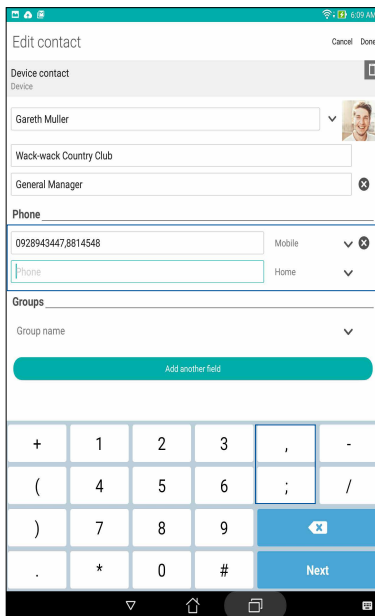 6:09 AM
Edit contact Cancel Done
Device contact
Device
Gareth Muller
Wack-wack Country Club
General Manager
Phone
0928943447,8814548 Mobile
Phone Home
Groups
Group name
Add another field
+ 1 2 3 , -
( 4 5 6 ; /
) 7 8 9
. * 0 # Next